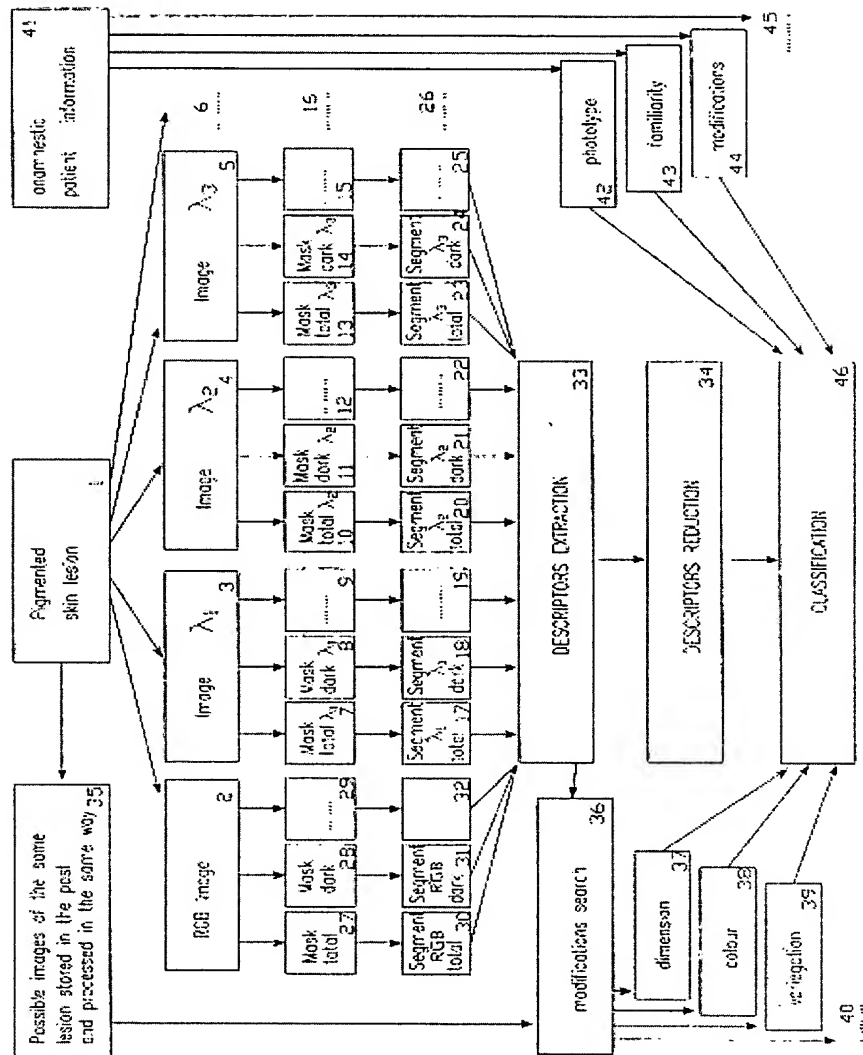 Possible images of the same
lesion stored in the past
and processed in the same way
35
Pigmented
skin lesion
1
anamnestic
patient information
41
RGB image
2
Image λ1
3
Image λ2
4
Image λ3
5
6
.......
Mask
total
27
Mask
dark
28
.......
29
Mask
total λ1
7
Mask
dark λ1
8
.......
9
Mask
total λ2
10
Mask
dark λ2
11
.......
12
Mask
total λ3
13
Mask
dark λ3
14
.......
15
16
.......
Segment
RGB
total
30
Segment
RGB
dark
31
32
Segment
λ1
total
17
Segment
λ1
dark
18
.......
19
Segment
λ2
total
20
Segment
λ2
dark
21
.......
22
Segment
λ3
total
23
Segment
λ3
dark
24
.......
25
26
.......
modifications search
36
DESCRIPTORS EXTRACTION
33
phototype
42
familiarity
43
modifications
44
45
.......
DESCRIPTORS REDUCTION
34
dimension
37
colour
38
variegation
39
40
.......
CLASSIFICATION
46